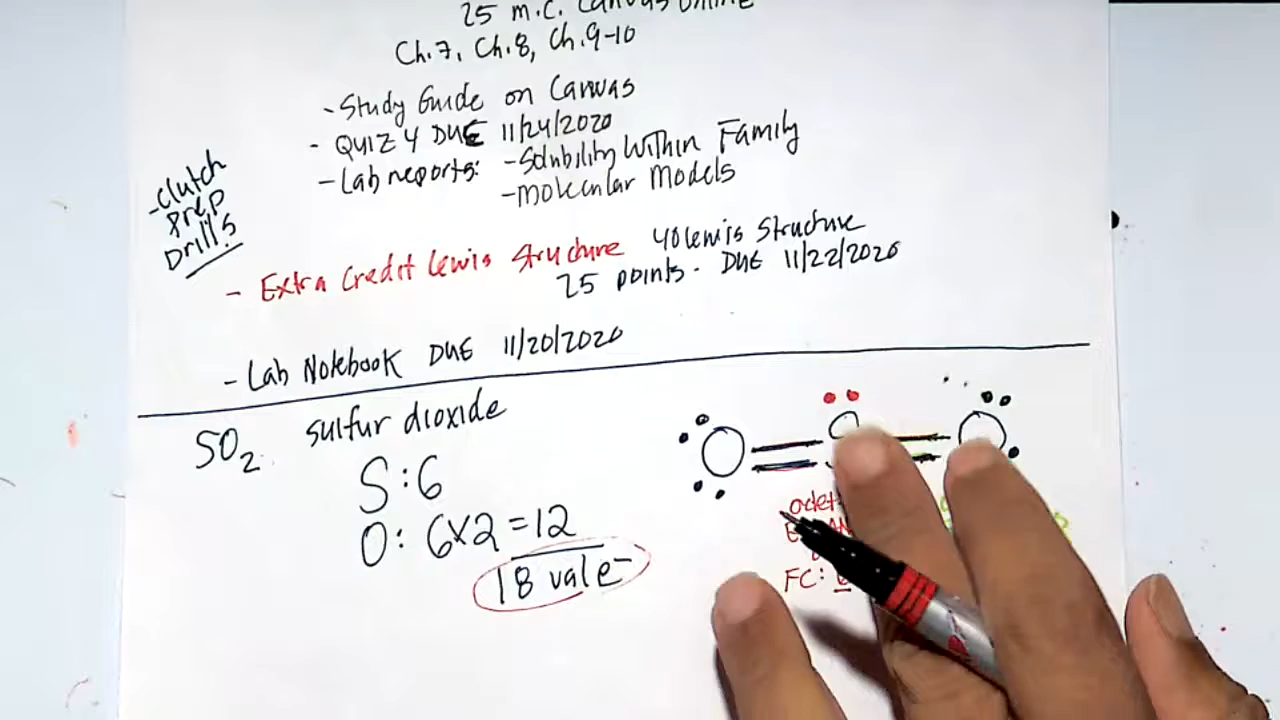 25 m.C. Canvas Online
Ch.7, Ch.8, Ch.9-10
- Study Guide on Canvas
- QUIZ 4 DUE 11/24/2020
- Lab reports: - Solubility Within Family
- Molecular Models
- Clutch
Prep
Drills
- Extra Credit Lewis Structure 40 lewis Structure
25 points. DUE 11/22/2020
- Lab Notebook DUE 11/20/2020
SO2 sulfur dioxide
S:6
O: 6x2 = 12
18 val e-
O O
octet
FC: